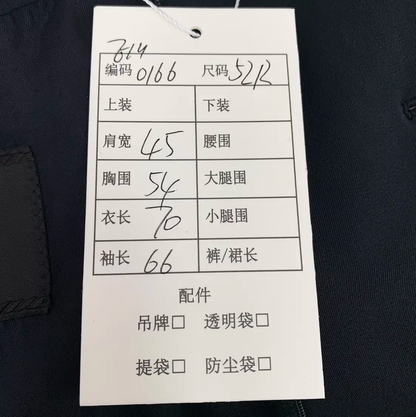 编码 0166 尺码 52R
上装 下装
肩宽 45 腰围
胸围 54 大腿围
衣长 70 小腿围
袖长 66 裤/裙长
配件
吊牌□ 透明袋□
提袋□ 防尘袋□